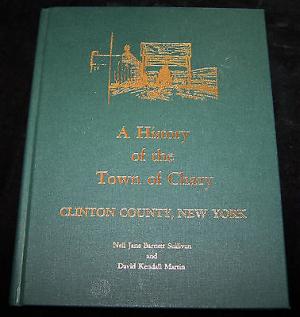 A History
of the
Town of Chazy
CLINTON COUNTY, NEW YORK
Nell Jane Barnett Sullivan
and
David Kendall Martin